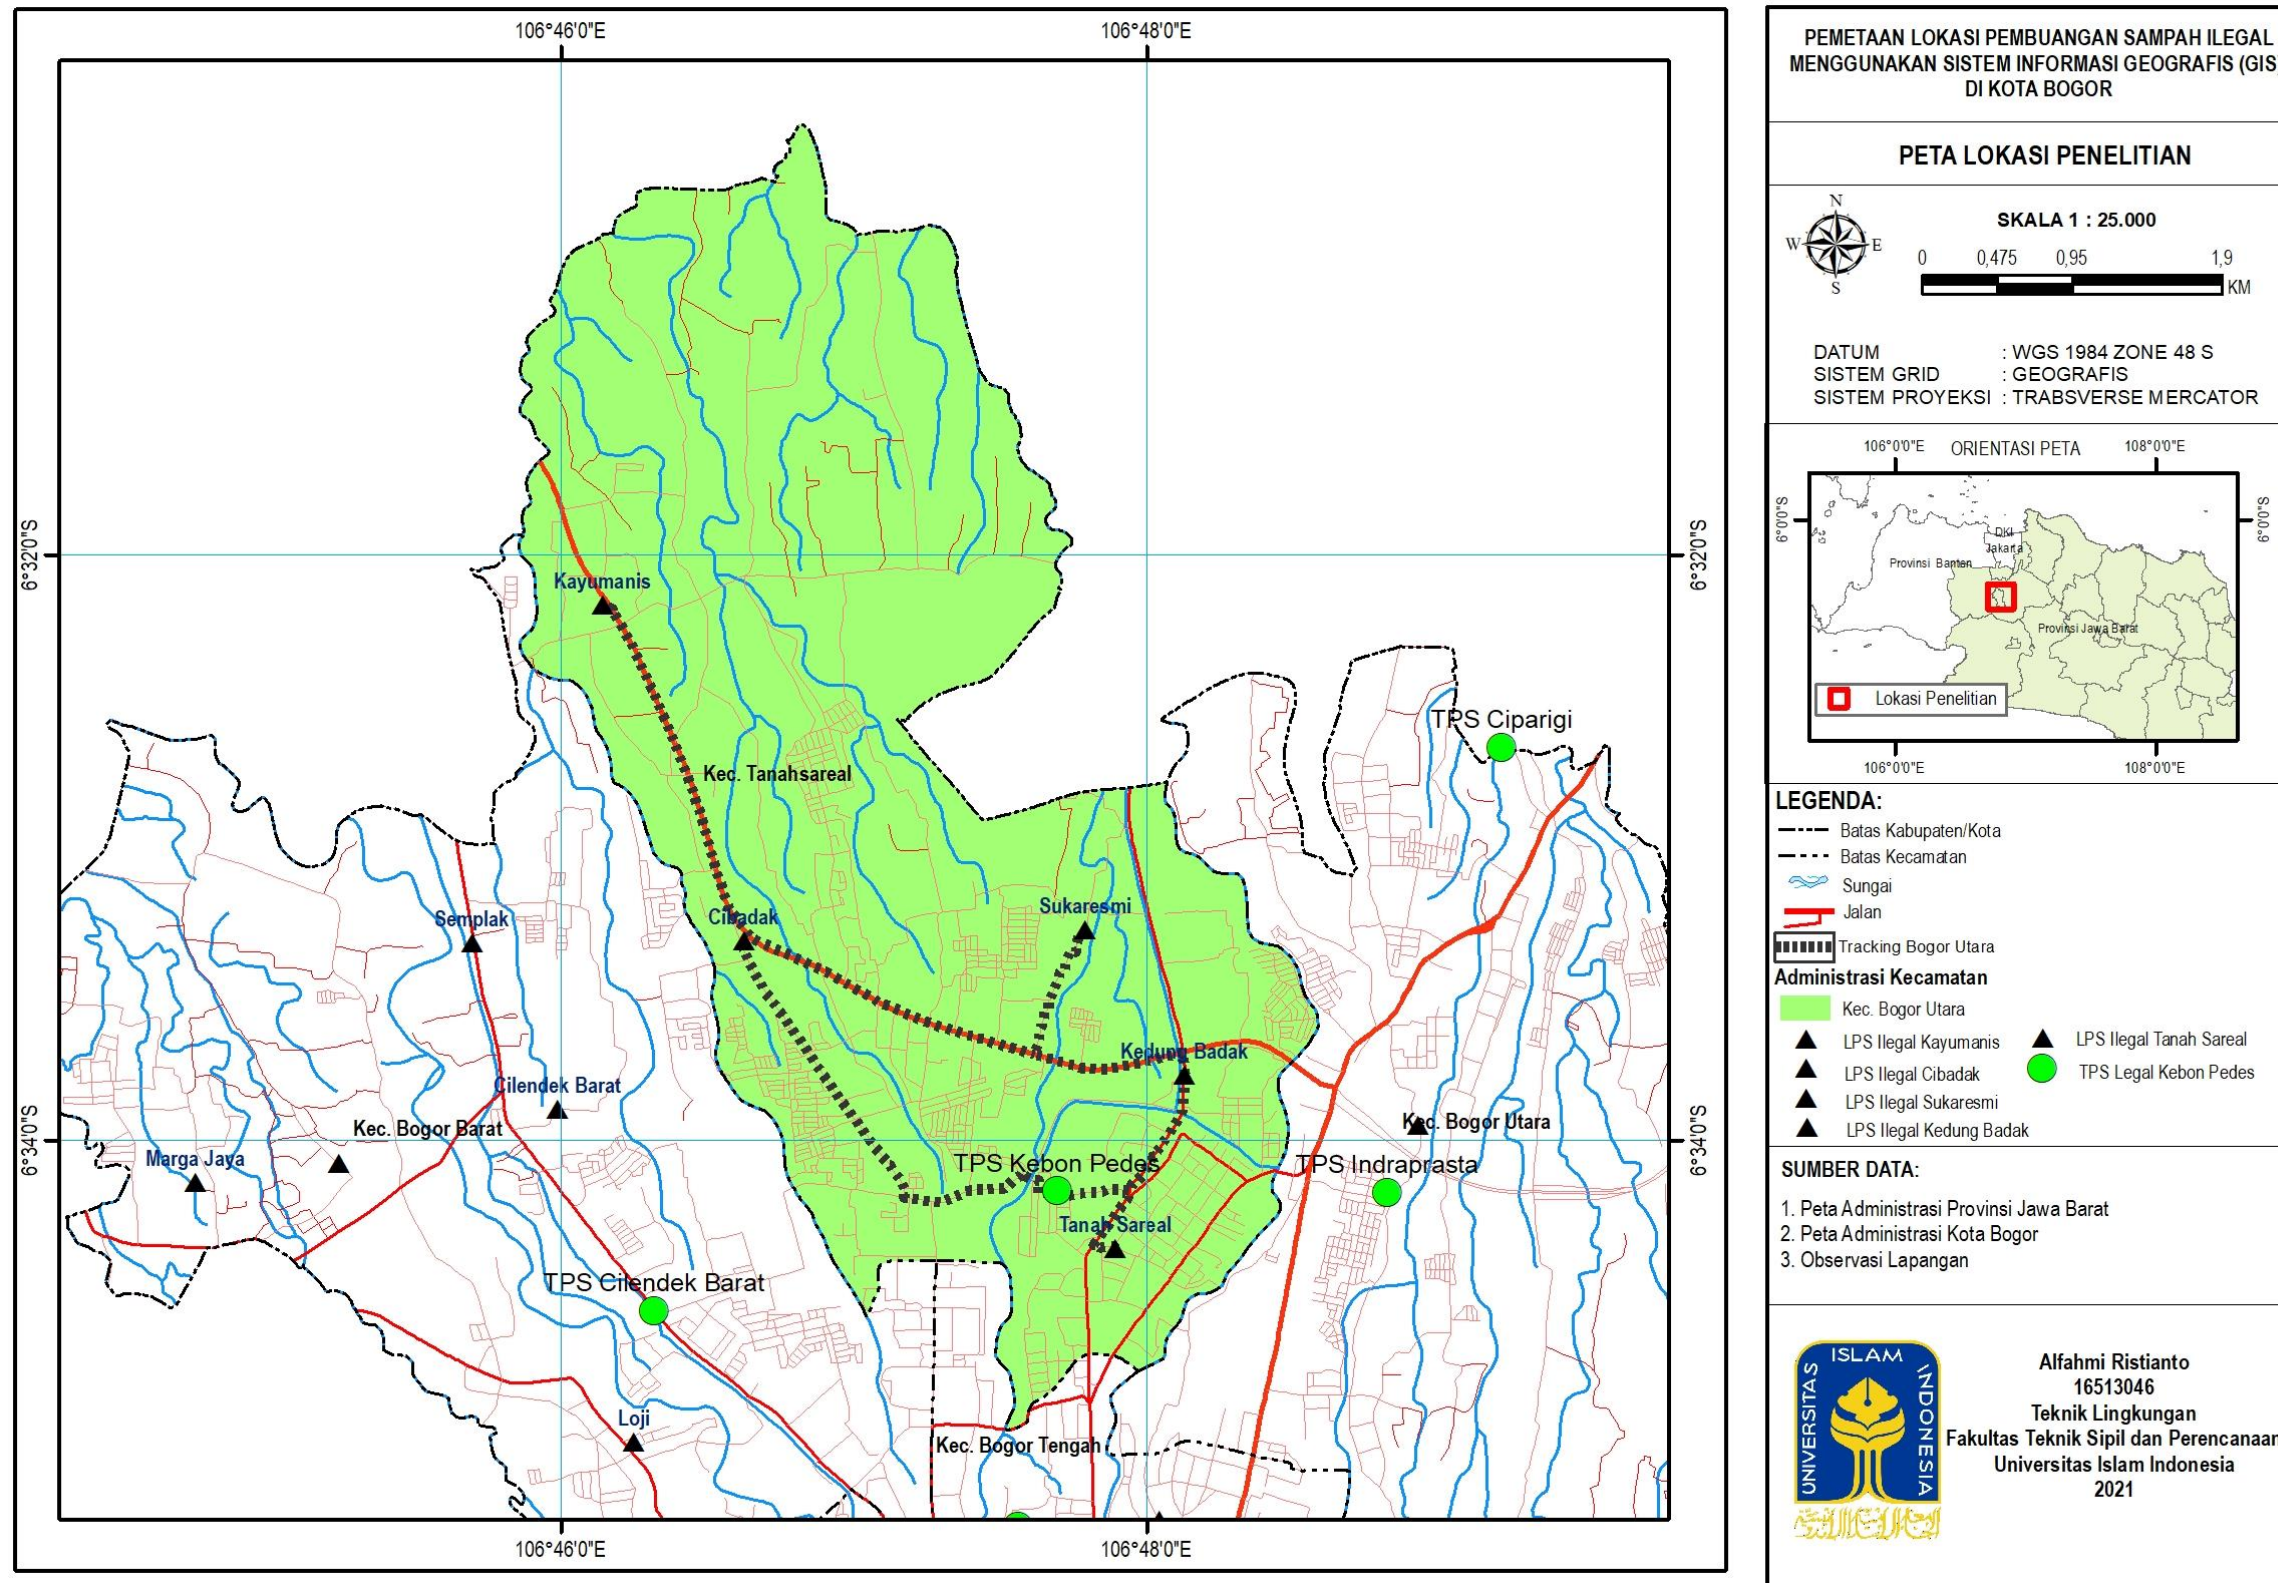 106°46'0"E
106°48'0"E
6°32'0"S
6°32'0"S
Kayumanis
TPS Ciparigi
Kec. Tanahsareal
Semplak
Cibadak
Sukaresmi
Kedung Badak
Cilendek Barat
Kec. Bogor Barat
Kec. Bogor Utara
6°34'0"S
6°34'0"S
Marga Jaya
TPS Kebon Pedes
TPS Indraprasta
Tanah Sareal
TPS Cilendek Barat
Loji
Kec. Bogor Tengah
106°46'0"E
106°48'0"E
PEMETAAN LOKASI PEMBUANGAN SAMPAH ILEGAL
MENGGUNAKAN SISTEM INFORMASI GEOGRAFIS (GIS)
DI KOTA BOGOR
PETA LOKASI PENELITIAN
N
W
E
S
SKALA 1 : 25.000
0 0,475 0,95 1,9
KM
DATUM : WGS 1984 ZONE 48 S
SISTEM GRID : GEOGRAFIS
SISTEM PROYEKSI : TRABSVERSE MERCATOR
106°0'0"E ORIENTASI PETA 108°0'0"E
6°0'0"S
6°0'0"S
DKI
Jakarta
Provinsi Banten
Provinsi Jawa Barat
Lokasi Penelitian
106°0'0"E 108°0'0"E
LEGENDA:
Batas Kabupaten/Kota
Batas Kecamatan
Sungai
Jalan
Tracking Bogor Utara
Administrasi Kecamatan
Kec. Bogor Utara
LPS Ilegal Kayumanis
LPS Ilegal Tanah Sareal
LPS Ilegal Cibadak
TPS Legal Kebon Pedes
LPS Ilegal Sukaresmi
LPS Ilegal Kedung Badak
SUMBER DATA:
1. Peta Administrasi Provinsi Jawa Barat
2. Peta Administrasi Kota Bogor
3. Observasi Lapangan
UNIVERSITAS
ISLAM
INDONESIA
Alfahmi Ristianto
16513046
Teknik Lingkungan
Fakultas Teknik Sipil dan Perencanaan
Universitas Islam Indonesia
2021